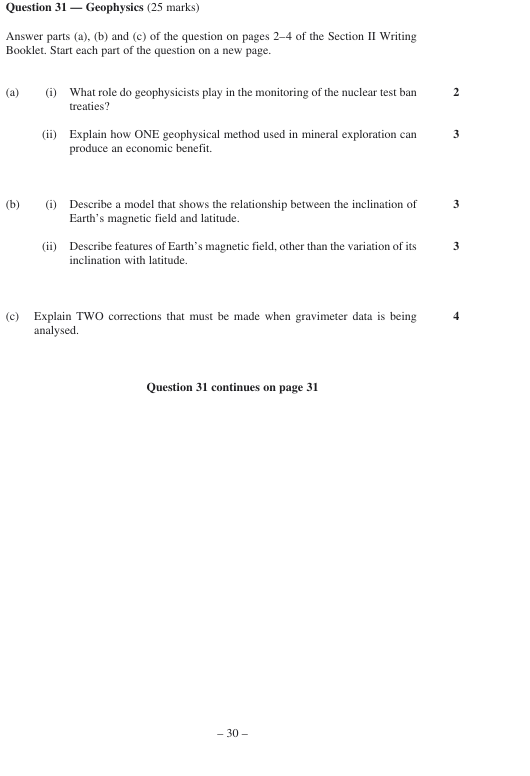 Question 31 — Geophysics (25 marks)
Answer parts (a), (b) and (c) of the question on pages 2–4 of the Section II Writing
Booklet. Start each part of the question on a new page.
(a) (i) What role do geophysicists play in the monitoring of the nuclear test ban 2
treaties?
(ii) Explain how ONE geophysical method used in mineral exploration can 3
produce an economic benefit.
(b) (i) Describe a model that shows the relationship between the inclination of 3
Earth's magnetic field and latitude.
(ii) Describe features of Earth's magnetic field, other than the variation of its 3
inclination with latitude.
(c) Explain TWO corrections that must be made when gravimeter data is being 4
analysed.
Question 31 continues on page 31
– 30 –